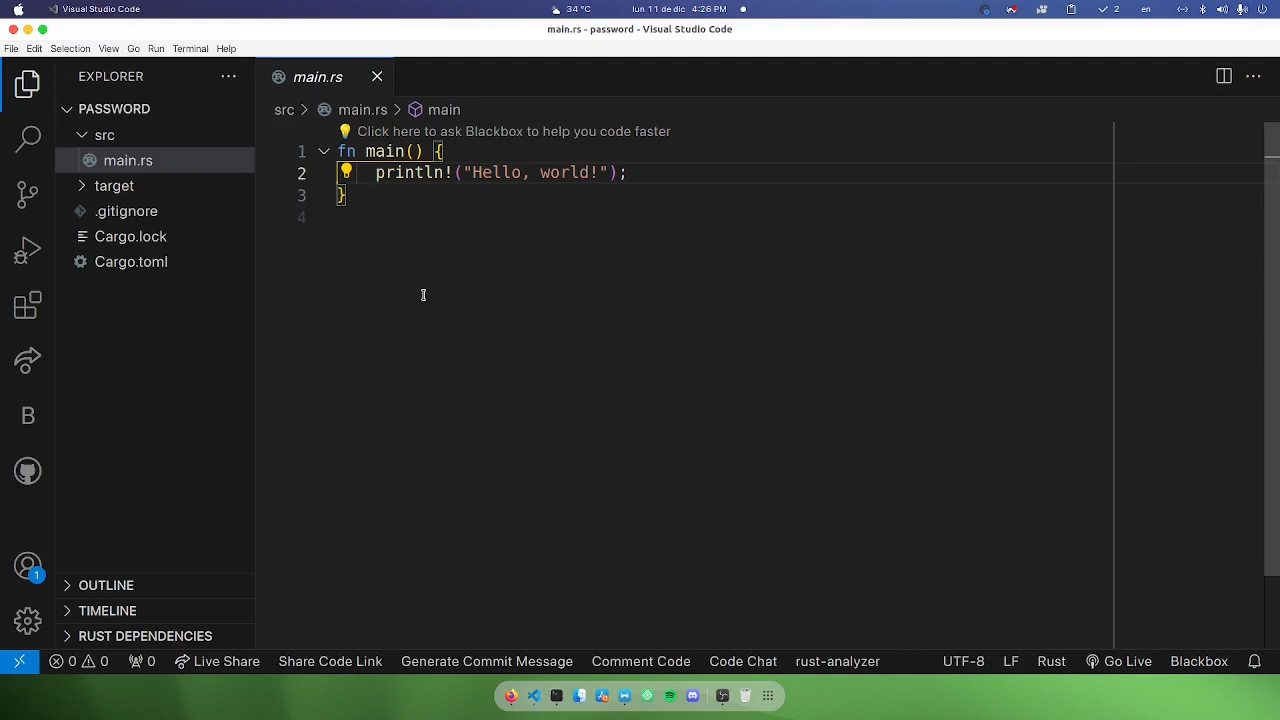 Visual Studio Code
34 °C
lun 11 de dic 4:26 PM
2
en
main.rs - password - Visual Studio Code
File Edit Selection View Go Run Terminal Help
EXPLORER
PASSWORD
src
main.rs
target
.gitignore
Cargo.lock
Cargo.toml
OUTLINE
TIMELINE
RUST DEPENDENCIES
B
1
main.rs
src > main.rs > main
Click here to ask Blackbox to help you code faster
1 fn main() {
2 println!("Hello, world!");
3 }
4
0 0 0 Live Share Share Code Link Generate Commit Message Comment Code Code Chat rust-analyzer UTF-8 LF Rust Go Live Blackbox